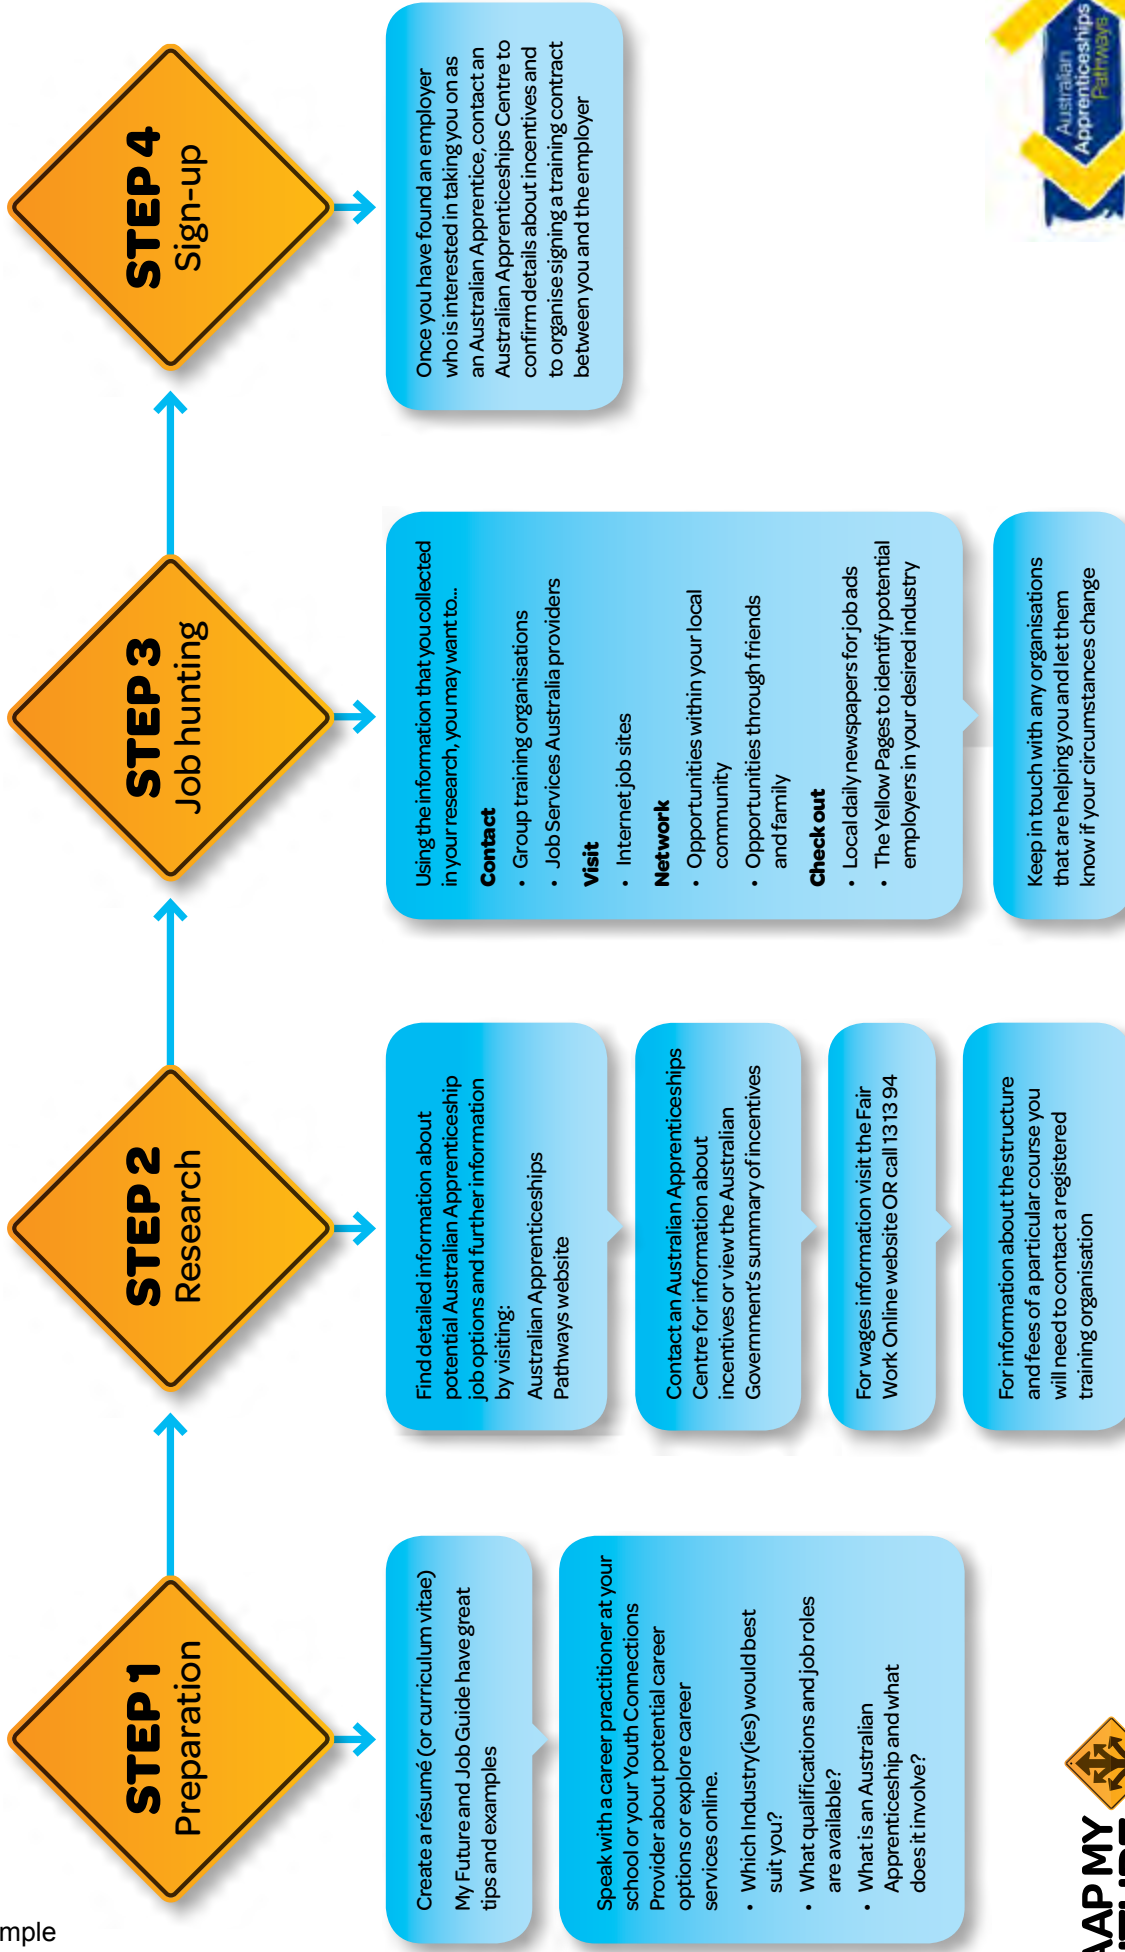 mple
STEP 1
Preparation
Create a résumé (or curriculum vitae)
My Future and Job Guide have great
tips and examples
Speak with a career practitioner at your
school or your Youth Connections
Provider about potential career
options or explore career
services online.
• Which Industry(ies) would best
suit you?
• What qualifications and job roles
are available?
• What is an Australian
Apprenticeship and what
does it involve?
STEP 2
Research
Find detailed information about
potential Australian Apprenticeship
job options and further information
by visiting:
Australian Apprenticeships
Pathways website
Contact an Australian Apprenticeships
Centre for information about
incentives or view the Australian
Government's summary of incentives
For wages information visit the Fair
Work Online website OR call 1313 94
For information about the structure
and fees of a particular course you
will need to contact a registered
training organisation
STEP 3
Job hunting
Using the information that you collected
in your research, you may want to...
Contact
• Group training organisations
• Job Services Australia providers
Visit
• Internet job sites
Network
• Opportunities within your local
community
• Opportunities through friends
and family
Check out
• Local daily newspapers for job ads
• The Yellow Pages to identify potential
employers in your desired industry
Keep in touch with any organisations
that are helping you and let them
know if your circumstances change
STEP 4
Sign-up
Once you have found an employer
who is interested in taking you on as
an Australian Apprentice, contact an
Australian Apprenticeships Centre to
confirm details about incentives and
to organise signing a training contract
between you and the employer
AAP MY
Australian
Apprenticeships
Pathways